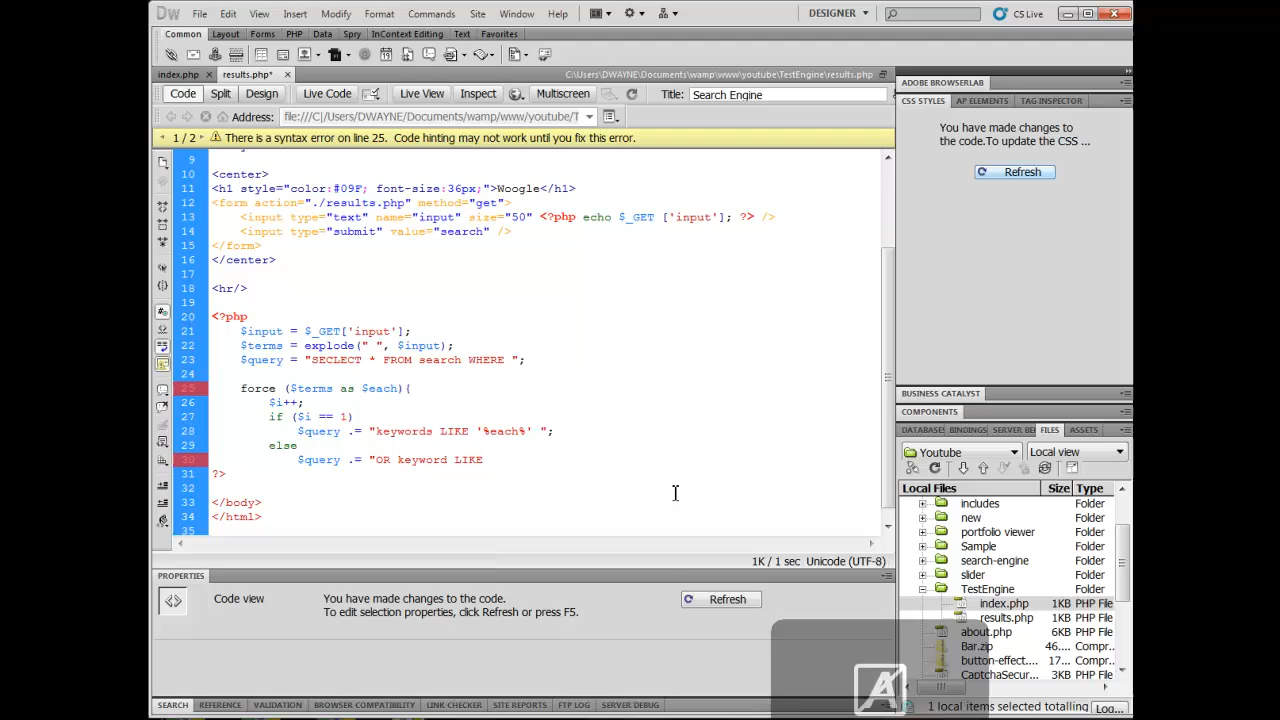 Dw File Edit View Insert Modify Format Commands Site Window Help DESIGNER CS Live
Common Layout Forms PHP Data Spry InContext Editing Text Favorites
index.php results.php* C:\Users\DWAYNE\Documents\wamp\www\youtube\TestEngine\results.php
Code Split Design Live Code Live View Inspect Multiscreen Title: Search Engine
Address: file:///C|/Users/DWAYNE/Documents/wamp/www/youtube/T
1 / 2 There is a syntax error on line 25. Code hinting may not work until you fix this error.
9
10 <center>
11 <h1 style="color:#09F; font-size:36px;">Woogle</h1>
12 <form action="./results.php" method="get">
13 <input type="text" name="input" size="50" <?php echo $_GET ['input']; ?> />
14 <input type="submit" value="search" />
15 </form>
16 </center>
17
18 <hr/>
19
20 <?php
21 $input = $_GET['input'];
22 $terms = explode(" ", $input);
23 $query = "SECLECT * FROM search WHERE ";
24
25 force ($terms as $each){
26 $i++;
27 if ($i == 1)
28 $query .= "keywords LIKE '%each%' ";
29 else
30 $query .= "OR keyword LIKE
31 ?>
32
33 </body>
34 </html>
35
1K / 1 sec Unicode (UTF-8)
PROPERTIES
Code view You have made changes to the code. Refresh
To edit selection properties, click Refresh or press F5.
SEARCH REFERENCE VALIDATION BROWSER COMPATIBILITY LINK CHECKER SITE REPORTS FTP LOG SERVER DEBUG
ADOBE BROWSERLAB
CSS STYLES AP ELEMENTS TAG INSPECTOR
You have made changes to
the code.To update the CSS ...
Refresh
BUSINESS CATALYST
COMPONENTS
DATABASE BINDINGS SERVER BE FILES ASSETS
Youtube Local view
Local Files Size Type
includes Folder
new Folder
portfolio viewer Folder
Sample Folder
search-engine Folder
slider Folder
TestEngine Folder
index.php 1KB PHP File
results.php 1KB PHP File
about.php 6KB PHP File
Bar.zip 46.... Compr...
button-effect.... 17... Compr...
CaptchaSecur... 3KB PHP File
A
1 local items selected totalling Log...